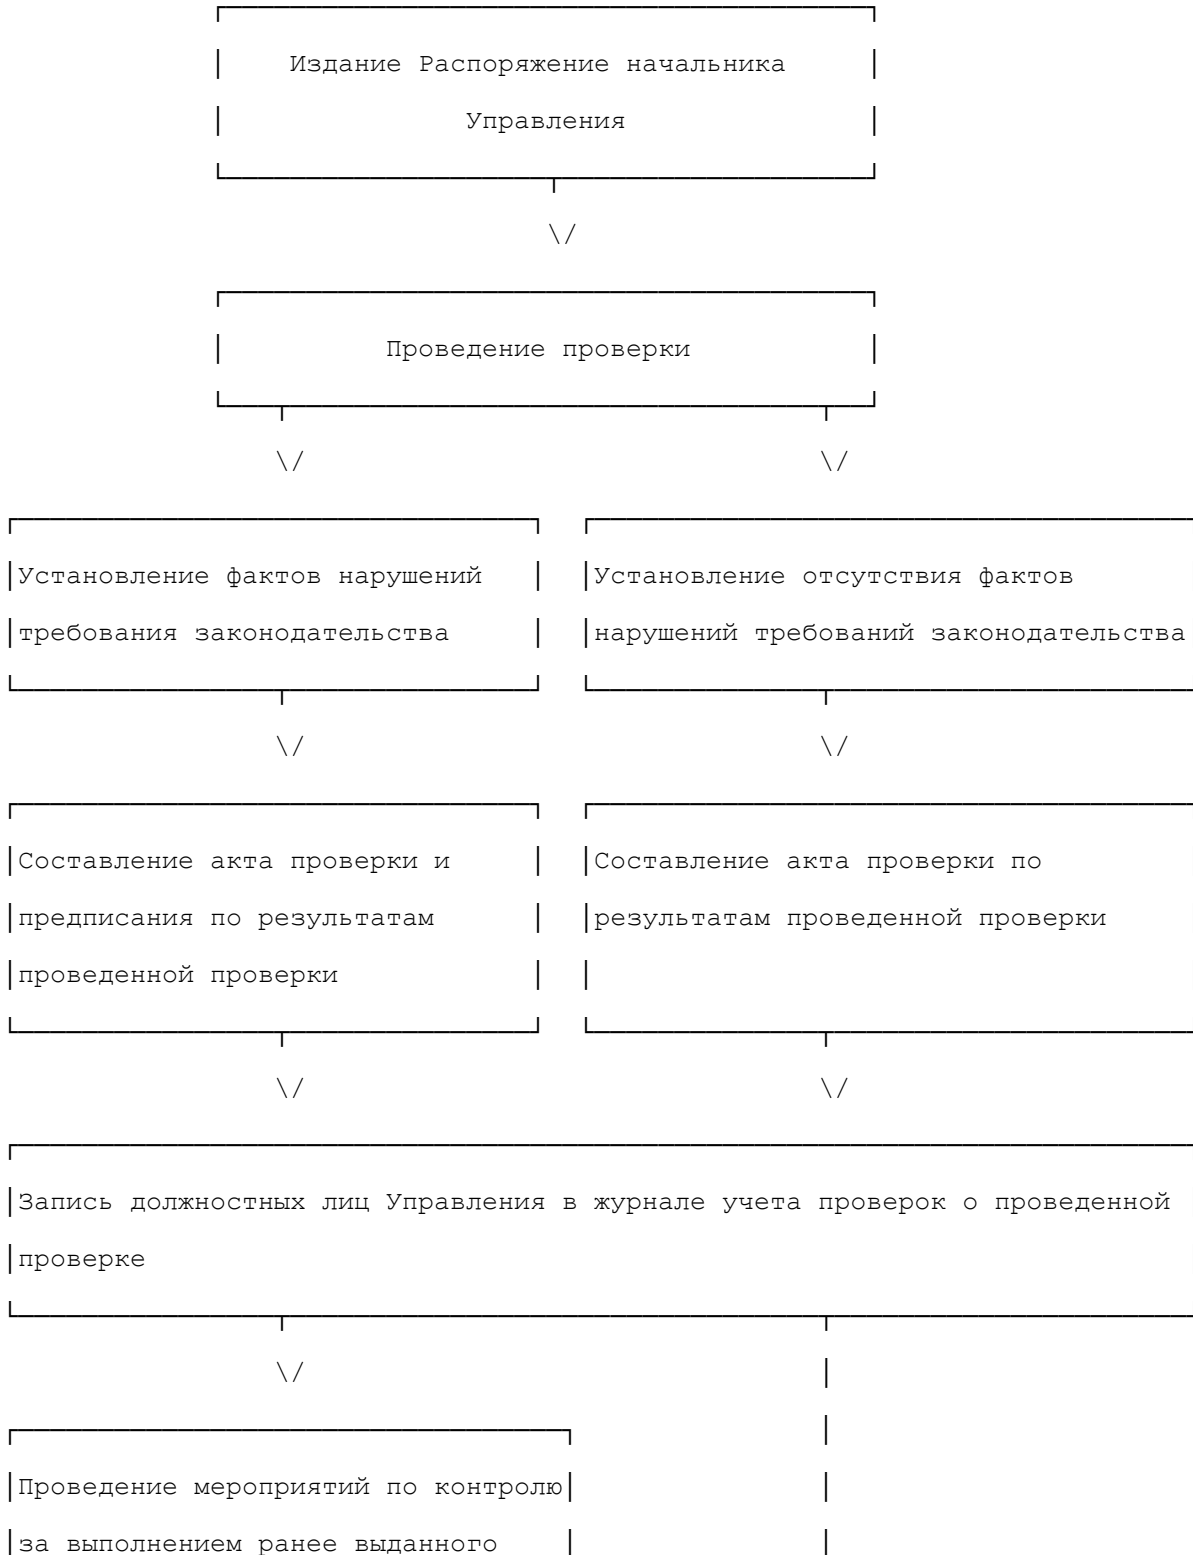 Издание Распоряжение начальника
Управления
\/
Проведение проверки
\/ \/
Установление фактов нарушений
требования законодательства
Установление отсутствия фактов
нарушений требований законодательства
\/ \/
Составление акта проверки и
предписания по результатам
проведенной проверки
Составление акта проверки по
результатам проведенной проверки
\/ \/
Запись должностных лиц Управления в журнале учета проверок о проведенной
проверке
\/
Проведение мероприятий по контролю
за выполнением ранее выданного